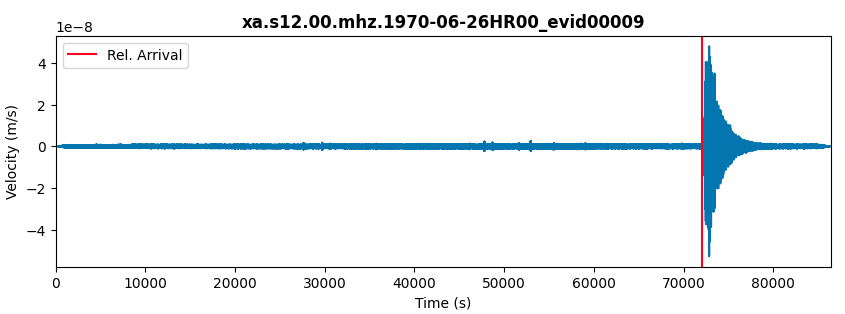 xa.s12.00.mhz.1970-06-26HR00_evid00009
1e−8
Rel. Arrival
4
2
0
−2
−4
Velocity (m/s)
0 10000 20000 30000 40000 50000 60000 70000 80000
Time (s)